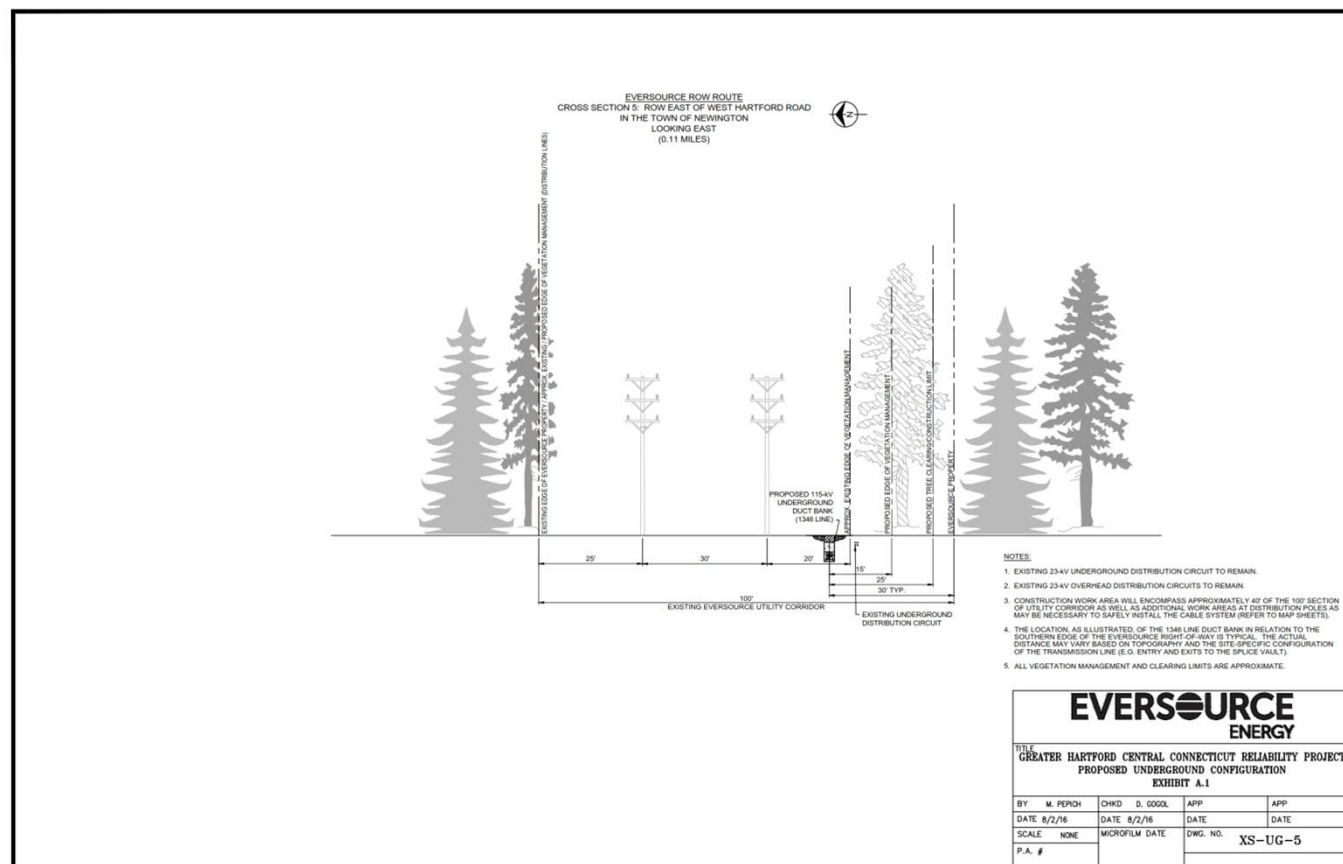 EVERSOURCE ROW ROUTE
CROSS SECTION 5: ROW EAST OF WEST HARTFORD ROAD
IN THE TOWN OF NEWINGTON
LOOKING EAST
(0.11 MILES)
N
EXISTING EDGE OF EVERSOURCE PROPERTY / APPROX. EXISTING / PROPOSED EDGE OF VEGETATION MANAGEMENT (DISTRIBUTION LINES)
PROPOSED 115-kV
UNDERGROUND
DUCT BANK
(1346 LINE)
APPROX. EXISTING EDGE OF VEGETATION MANAGEMENT
PROPOSED EDGE OF VEGETATION MANAGEMENT
PROPOSED TREE CLEARING/CONSTRUCTION LIMIT
EVERSOURCE PROPERTY
25'
30'
20'
15'
25'
30' TYP.
100'
EXISTING EVERSOURCE UTILITY CORRIDOR
EXISTING UNDERGROUND
DISTRIBUTION CIRCUIT
NOTES:
1. EXISTING 23-kV UNDERGROUND DISTRIBUTION CIRCUIT TO REMAIN.
2. EXISTING 23-kV OVERHEAD DISTRIBUTION CIRCUITS TO REMAIN.
3. CONSTRUCTION WORK AREA WILL ENCOMPASS APPROXIMATELY 40' OF THE 100' SECTION
OF UTILITY CORRIDOR AS WELL AS ADDITIONAL WORK AREAS AT DISTRIBUTION POLES AS
MAY BE NECESSARY TO SAFELY INSTALL THE CABLE SYSTEM (REFER TO MAP SHEETS).
4. THE LOCATION, AS ILLUSTRATED, OF THE 1346 LINE DUCT BANK IN RELATION TO THE
SOUTHERN EDGE OF THE EVERSOURCE RIGHT-OF-WAY IS TYPICAL. THE ACTUAL
DISTANCE MAY VARY BASED ON TOPOGRAPHY AND THE SITE-SPECIFIC CONFIGURATION
OF THE TRANSMISSION LINE (E.G. ENTRY AND EXITS TO THE SPLICE VAULT).
5. ALL VEGETATION MANAGEMENT AND CLEARING LIMITS ARE APPROXIMATE.
EVERSOURCE
ENERGY
TITLE
GREATER HARTFORD CENTRAL CONNECTICUT RELIABILITY PROJECT
PROPOSED UNDERGROUND CONFIGURATION
EXHIBIT A.1
BY M. PEPICH CHKD D. GOGOL APP APP
DATE 8/2/16 DATE 8/2/16 DATE DATE
SCALE NONE MICROFILM DATE DWG. NO. XS-UG-5
P.A. #